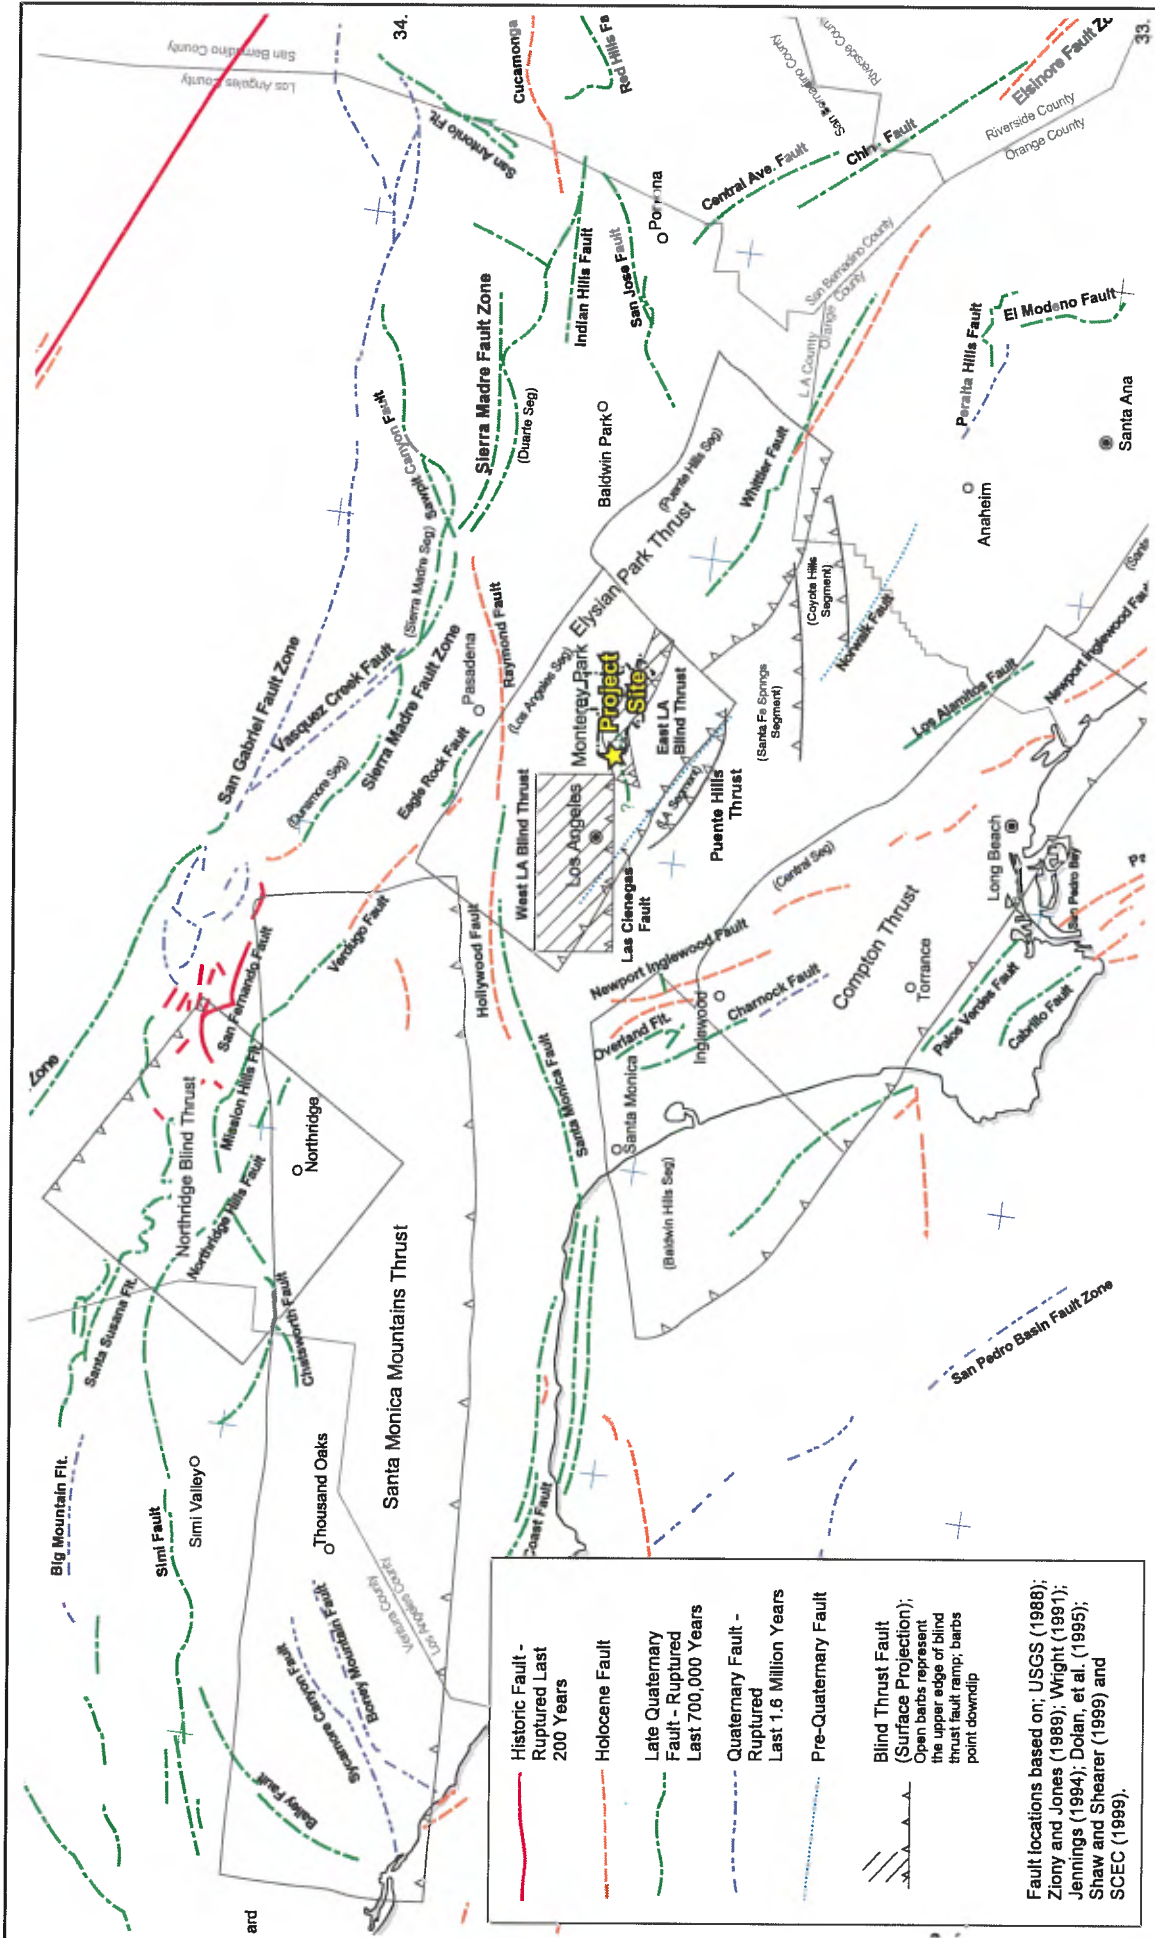 San Bernadino County
Los Angeles County
34.
Cucamonga
Red Hills Fa
San Antonio Flt.
San Bernadino County
Riverside County
Elsinore Fault Zo
Riverside County
Orange County
33.
Central Ave. Fault
Pomona
Indian Hills Fault
San Jose Fault
San Bernadino County
Orange County
L A County
El Modeno Fault
Peralta Hills Fault
Santa Ana
Anaheim
Sawpit Canyon Fault
Sierra Madre Fault Zone
(Duarte Seg)
Baldwin Park
(Puente Hills Seg)
Whittier Fault
Elysian Park Thrust
(Coyote Hills
Segment)
Norwalk Fault
(Sierra Madre Seg)
San Gabriel Fault Zone
Vasquez Creek Fault
Sierra Madre Fault Zone
(Dunsmore Seg)
Pasadena
Raymond Fault
Eagle Rock Fault
(Los Angeles Seg)
Monterey Park
Project
Site
East LA
Blind Thrust
(Santa Fe Springs
Segment)
Los Alamitos Fault
Newport Inglewood Fau
West LA Blind Thrust
Los Angeles
(LA Segment)
Puente Hills
Thrust
Las Cienegas
Fault
?
(Central Seg)
Long Beach
San Pedro Bay
San Fernando Fault
Verdugo Fault
Hollywood Fault
Newport Inglewood Fault
Charnock Fault
Compton Thrust
Inglewood
Torrance
Overland Flt.
Palos Verdes Fault
Cabrillo Fault
Zone
Mission Hills Flt.
Northridge Blind Thrust
Northridge
Northridge Hills Fault
Santa Monica Fault
Santa Monica
(Baldwin Hills Seg)
Santa Susana Flt.
Chatsworth Fault
Santa Monica Mountains Thrust
San Pedro Basin Fault Zone
Big Mountain Flt.
Simi Fault
Simi Valley
Thousand Oaks
Coast Fault
Ventura County
Los Angeles County
Sycamore Canyon Fault
Boney Mountain Fault
Bailey Fault
ard
Historic Fault -
Ruptured Last
200 Years
Holocene Fault
Late Quaternary
Fault - Ruptured
Last 700,000 Years
Quaternary Fault -
Ruptured
Last 1.6 Million Years
Pre-Quaternary Fault
Blind Thrust Fault
(Surface Projection);
Open barbs represent
the upper edge of blind
thrust fault ramp; barbs
point downdip
Fault locations based on; USGS (1988);
Ziony and Jones (1989); Wright (1991);
Jennings (1994); Dolan, et al. (1995);
Shaw and Shearer (1999) and
SCEC (1999).